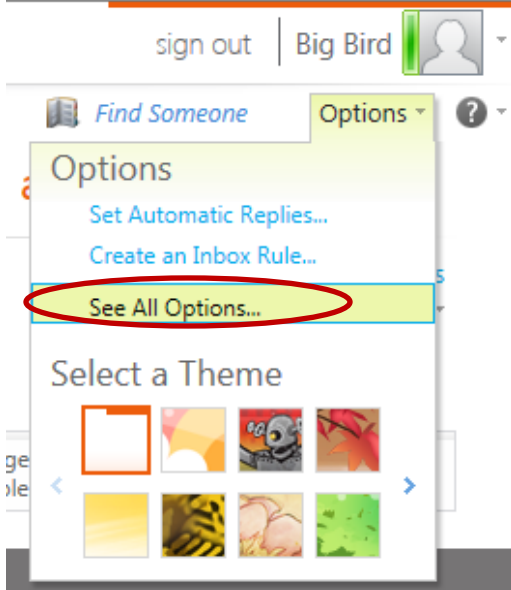 sign out | Big Bird
Find Someone Options ?
Options
Set Automatic Replies...
Create an Inbox Rule...
See All Options...
Select a Theme